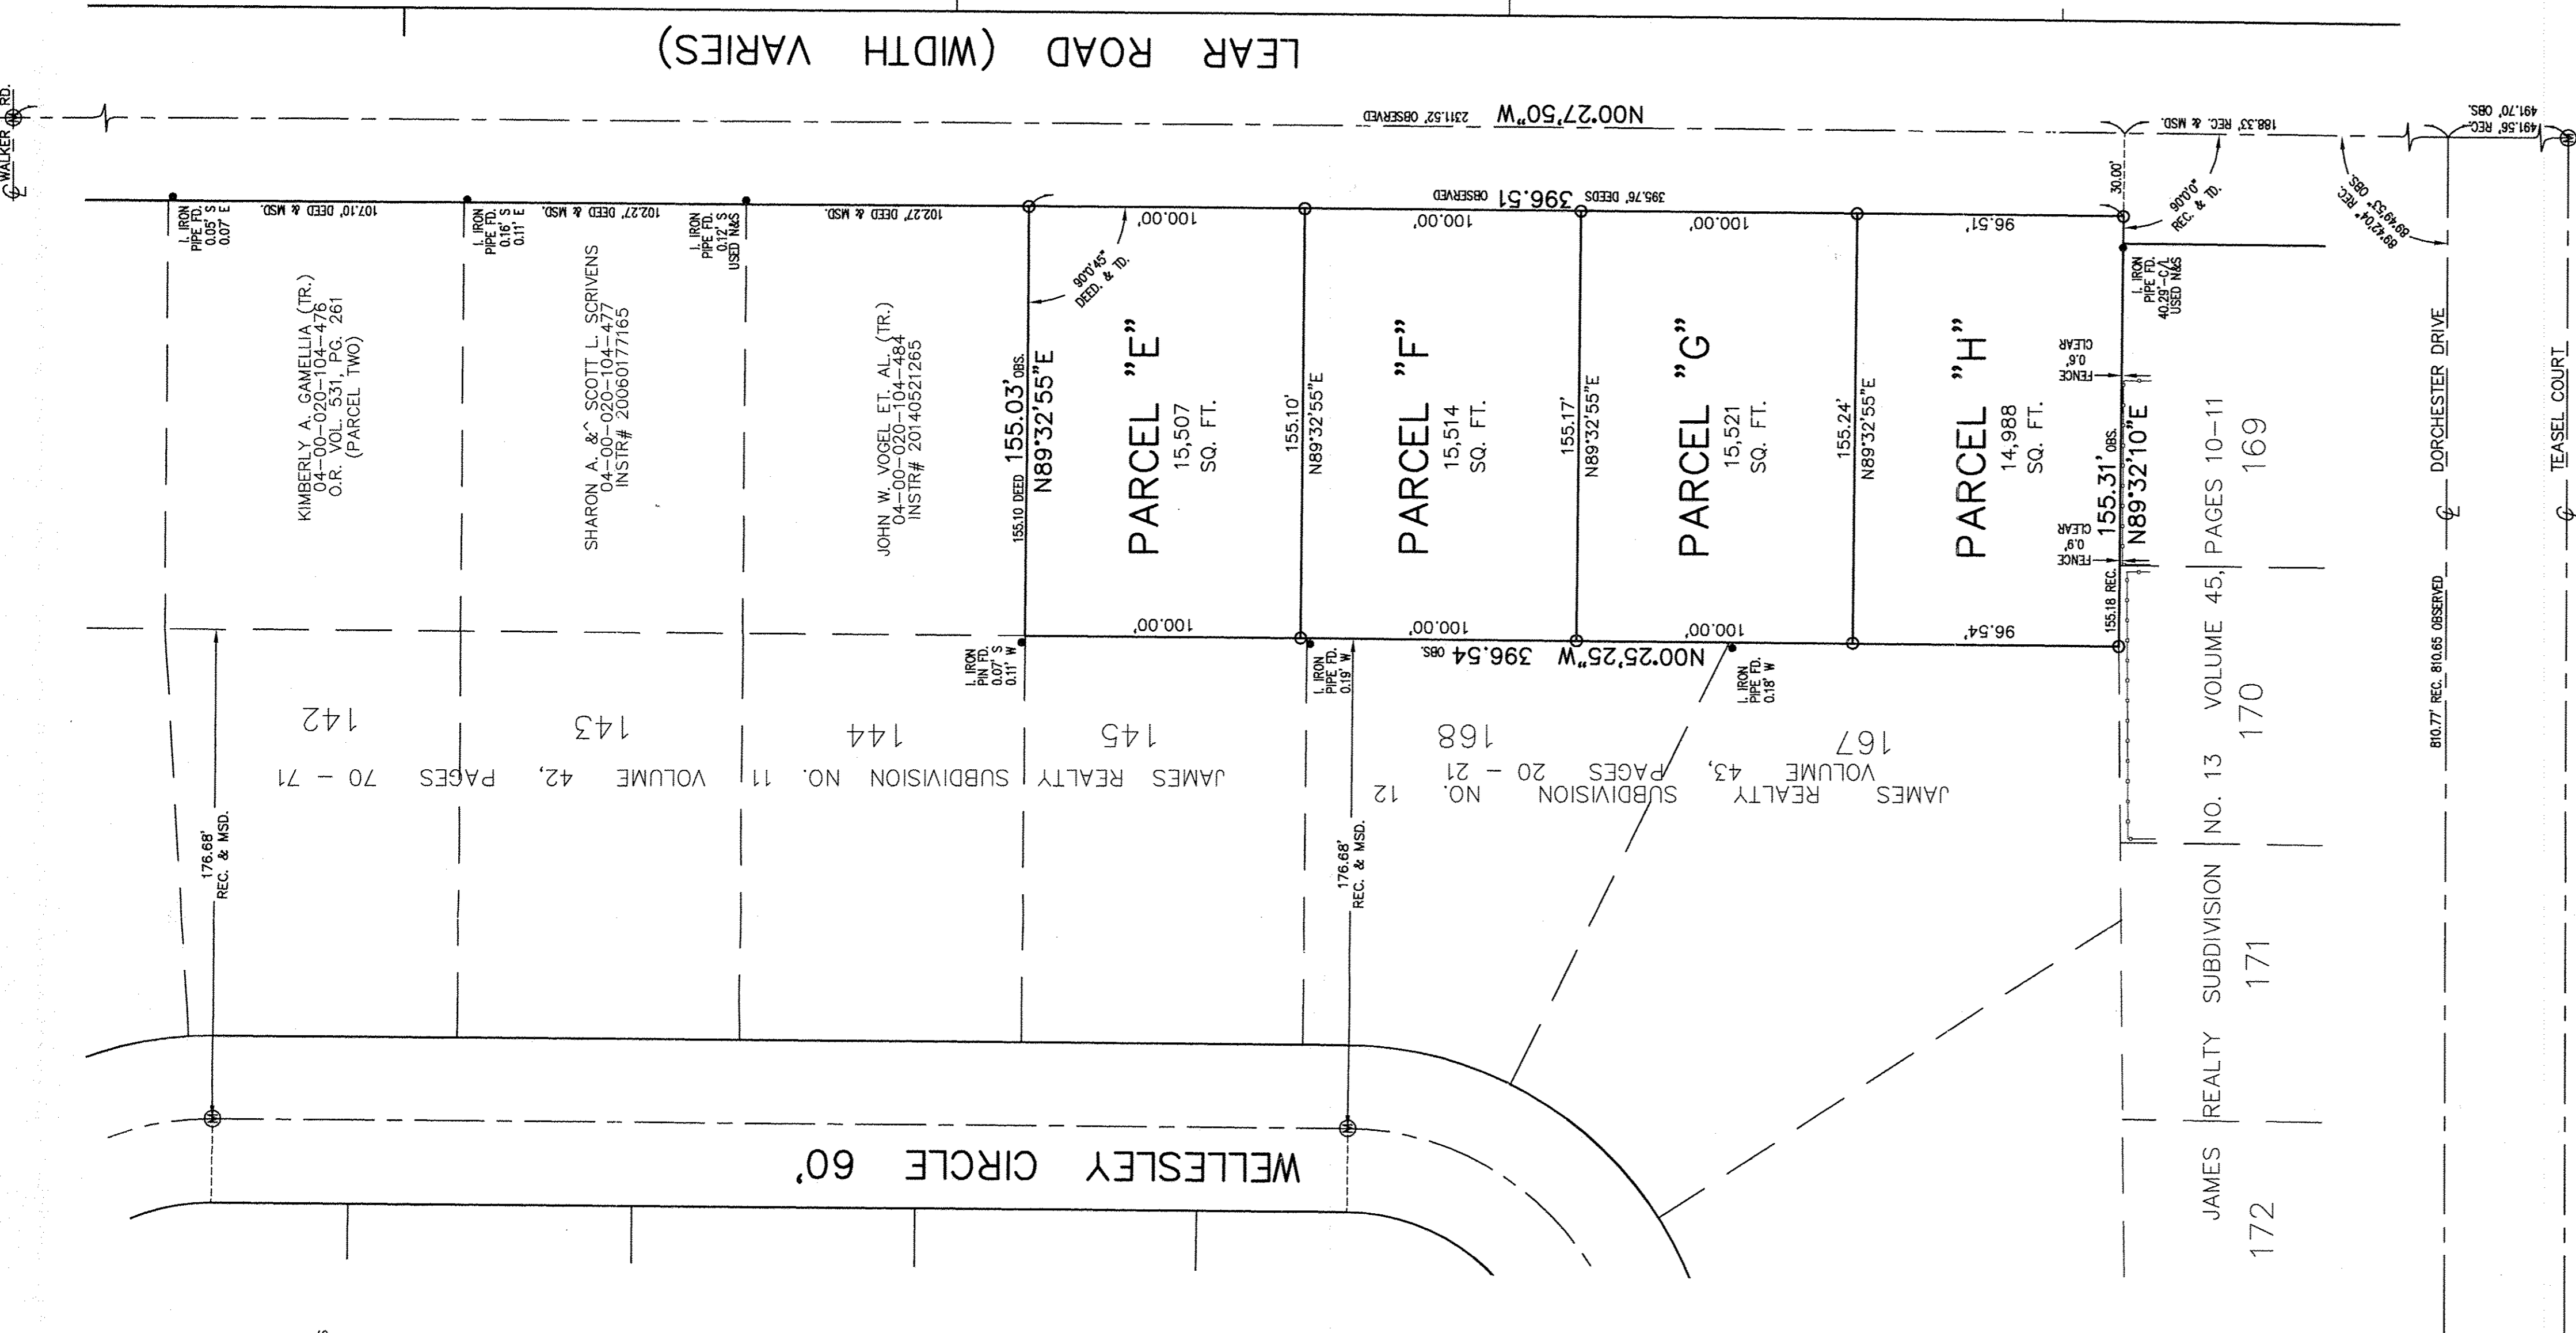 LEAR ROAD (WIDTH VARIES)
WALKER RD.
N00°27'50"W 2311.52' OBSERVED
188.33' REC. & MSD.
491.56' REC.
491.70' OBS.
30.00'
90°0'0"
REC. & TD.
89°42'04" REC.
89°49'53" OBS.
I. IRON
PIPE FD.
0.05' S
0.07' E
107.10' DEED & MSD.
I. IRON
PIPE FD.
0.16' S
0.11' E
102.27' DEED & MSD.
I. IRON
PIPE FD.
0.12' S
USED N&S
102.27' DEED & MSD.
395.76' DEEDS 396.51 OBSERVED
100.00'
100.00'
100.00'
96.51'
90°0'45"
DEED. & TD.
I. IRON
PIPE FD.
40.29'-C/L
USED N&S
KIMBERLY A. GAMELLIA (TR.)
04-00-020-104-476
O.R. VOL. 531, PG. 261
(PARCEL TWO)
SHARON A. &^ SCOTT L. SCRIVENS
04-00-020-104-477
INSTR# 20060177165
JOHN W. VOGEL ET. AL. (TR.)
04-00-020-104-484
INSTR# 20140521265
155.10 DEED 155.03' OBS.
N89°32'55"E
PARCEL "E"
15,507
SQ. FT.
155.10'
N89°32'55"E
PARCEL "F"
15,514
SQ. FT.
155.17'
N89°32'55"E
PARCEL "G"
15,521
SQ. FT.
155.24'
N89°32'55"E
PARCEL "H"
14,988
SQ. FT.
FENCE 0.6' CLEAR
FENCE 0.9' CLEAR
155.18 REC. 155.31' OBS.
N89°32'10"E
100.00'
100.00'
100.00'
96.54'
N00°25'25"W 396.54 OBS.
I. IRON
PIN FD.
0.07' S
0.11' W
I. IRON
PIPE FD.
0.19' W
I. IRON
PIPE FD.
0.18' W
142
143
144
145
168
167
JAMES REALTY SUBDIVISION NO. 11 VOLUME 42, PAGES 70 - 71
JAMES REALTY SUBDIVISION NO. 12
VOLUME 43, PAGES 20 - 21
176.68'
REC. & MSD.
176.68'
REC. & MSD.
WELLESLEY CIRCLE 60'
JAMES REALTY SUBDIVISION NO. 13 VOLUME 45, PAGES 10-11
169
170
171
172
DORCHESTER DRIVE
810.77' REC. 810.65 OBSERVED
TEASEL COURT